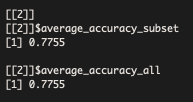 [[2]]
[[2]]$average_accuracy_subset
[1] 0.7755
[[2]]$average_accuracy_all
[1] 0.7755